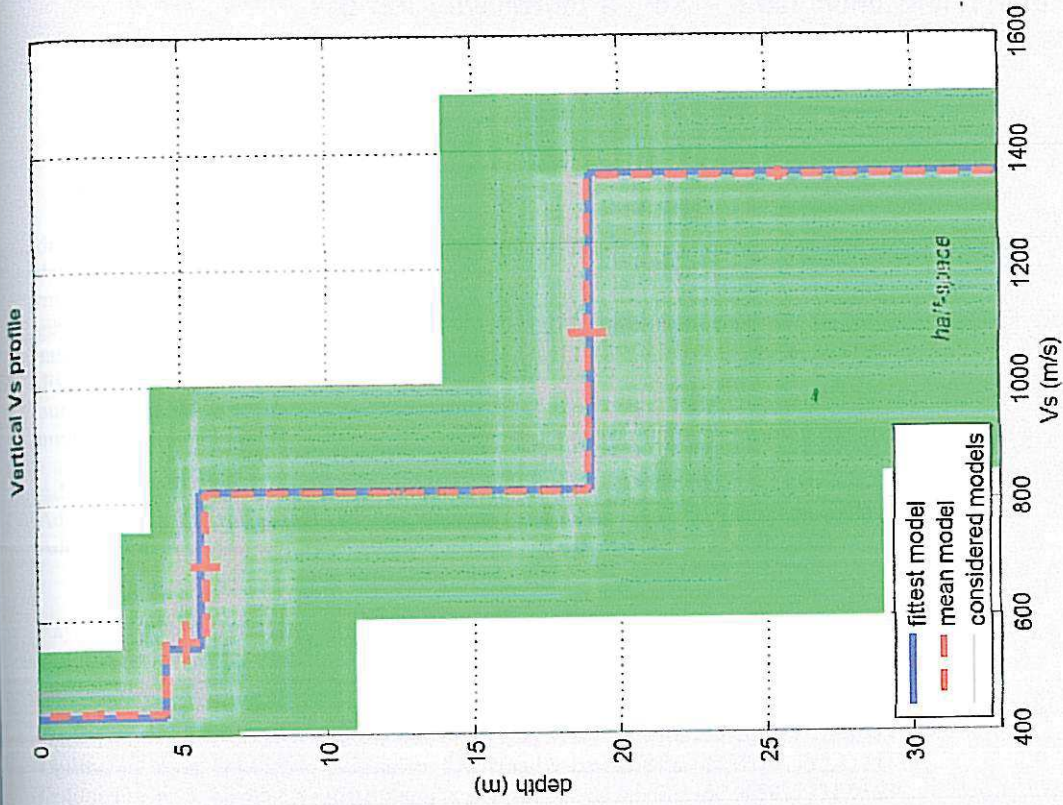 Vertical Vs profile
0
5
10
15
20
25
30
depth (m)
half-space
fittest model
mean model
considered models
400
600
800
1000
1200
1400
1600
Vs (m/s)